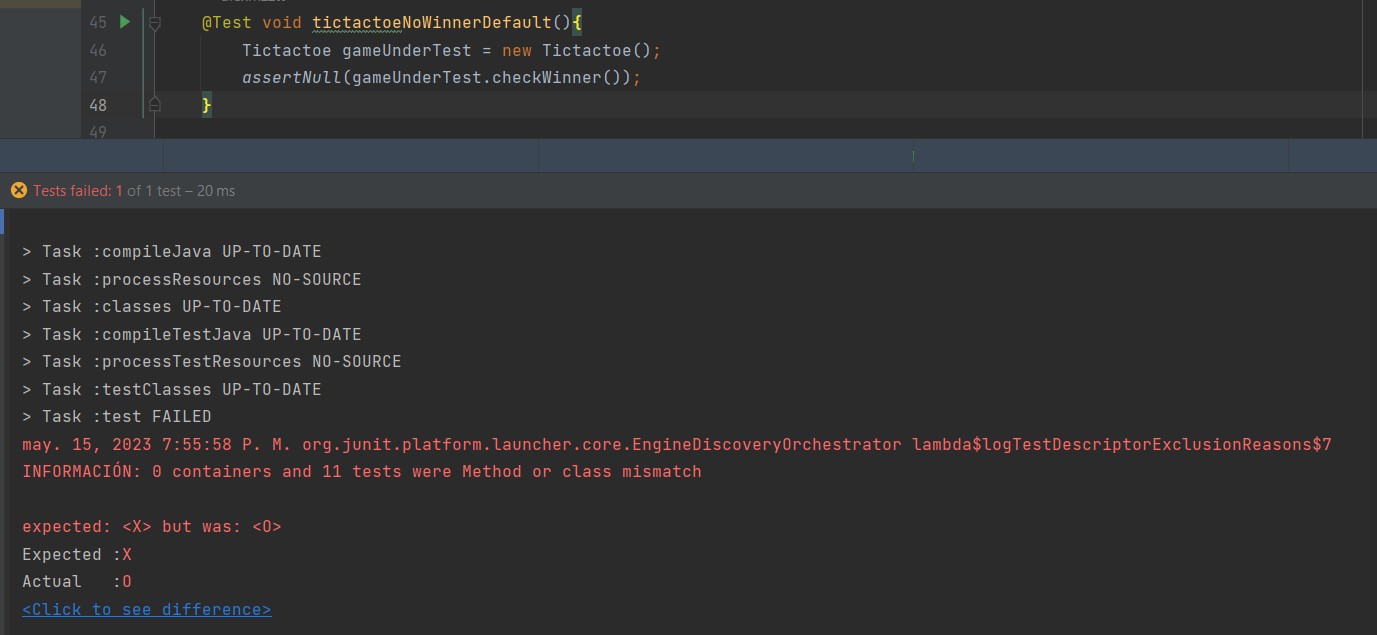 45 @Test void tictactoeNoWinnerDefault(){
46 Tictactoe gameUnderTest = new Tictactoe();
47 assertNull(gameUnderTest.checkWinner());
48 }
49
Tests failed: 1 of 1 test – 20 ms
> Task :compileJava UP-TO-DATE
> Task :processResources NO-SOURCE
> Task :classes UP-TO-DATE
> Task :compileTestJava UP-TO-DATE
> Task :processTestResources NO-SOURCE
> Task :testClasses UP-TO-DATE
> Task :test FAILED
may. 15, 2023 7:55:58 P. M. org.junit.platform.launcher.core.EngineDiscoveryOrchestrator lambda$logTestDescriptorExclusionReasons$7
INFORMACIÓN: 0 containers and 11 tests were Method or class mismatch
expected: <X> but was: <O>
Expected :X
Actual   :O
<Click to see difference>